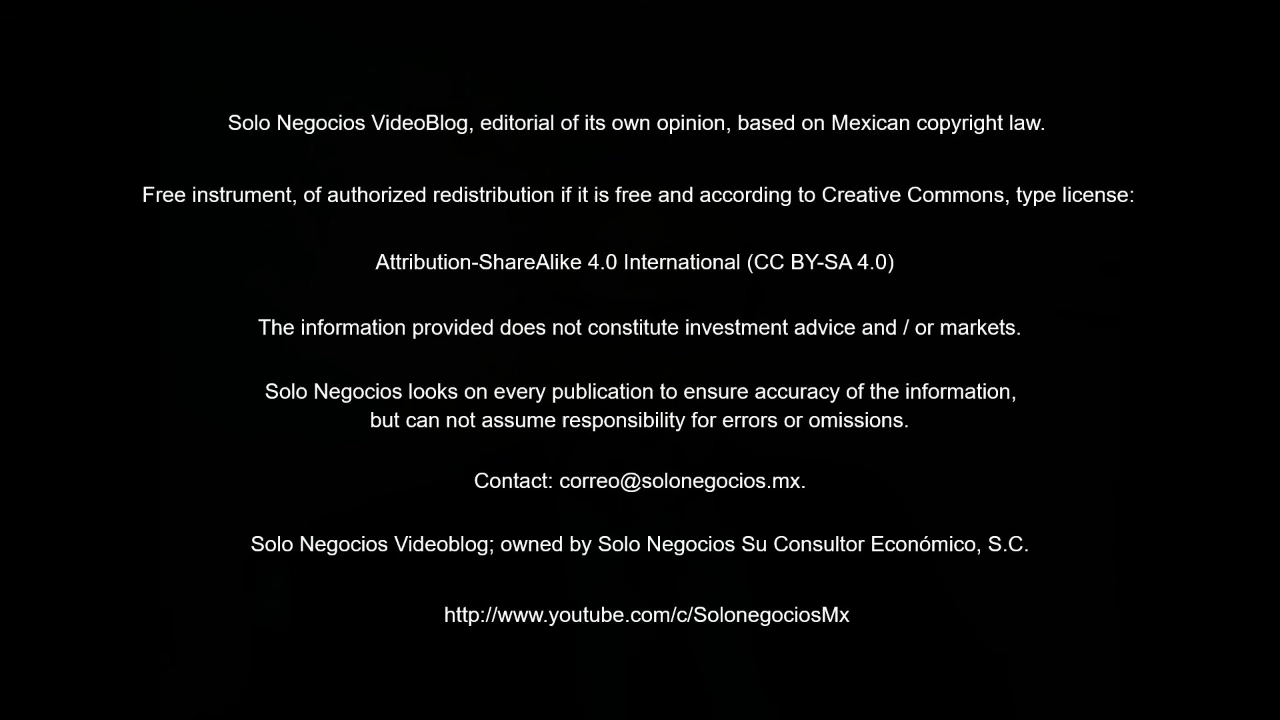 Solo Negocios VideoBlog, editorial of its own opinion, based on Mexican copyright law.
Free instrument, of authorized redistribution if it is free and according to Creative Commons, type license:
Attribution-ShareAlike 4.0 International (CC BY-SA 4.0)
The information provided does not constitute investment advice and / or markets.
Solo Negocios looks on every publication to ensure accuracy of the information,
but can not assume responsibility for errors or omissions.
Contact: correo@solonegocios.mx.
Solo Negocios Videoblog; owned by Solo Negocios Su Consultor Económico, S.C.
http://www.youtube.com/c/SolonegociosMx